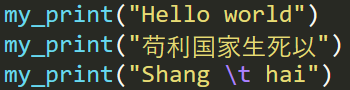 my_print("Hello world")
my_print("苟利国家生死以")
my_print("Shang \t hai")